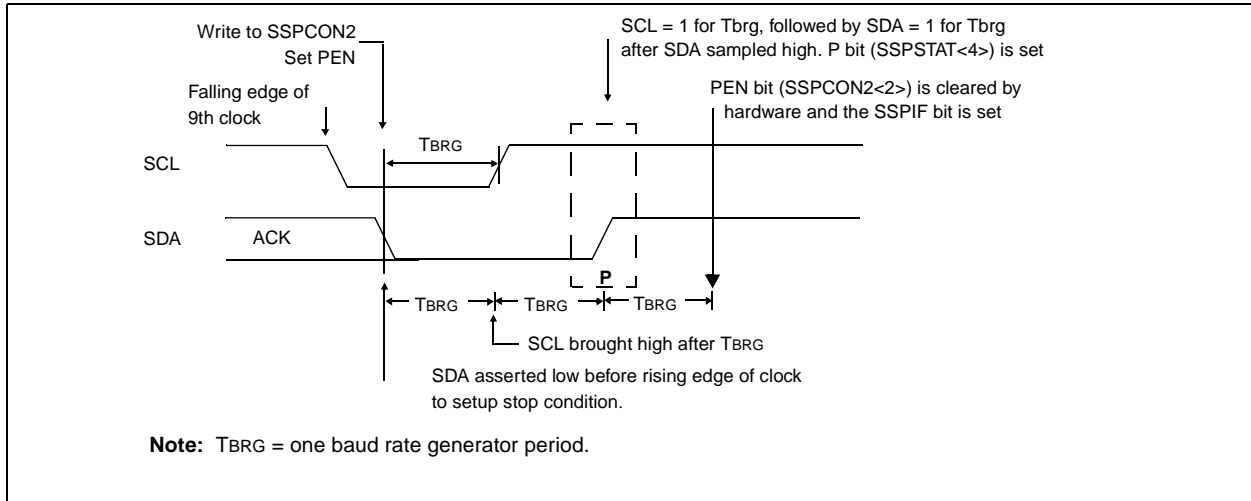 Write to SSPCON2
Set PEN
SCL = 1 for Tbrg, followed by SDA = 1 for Tbrg
after SDA sampled high. P bit (SSPSTAT<4>) is set
Falling edge of
9th clock
PEN bit (SSPCON2<2>) is cleared by
hardware and the SSPIF bit is set
TBRG
SCL
SDA
ACK
P
TBRG
TBRG
TBRG
SCL brought high after TBRG
SDA asserted low before rising edge of clock
to setup stop condition.
Note: TBRG = one baud rate generator period.